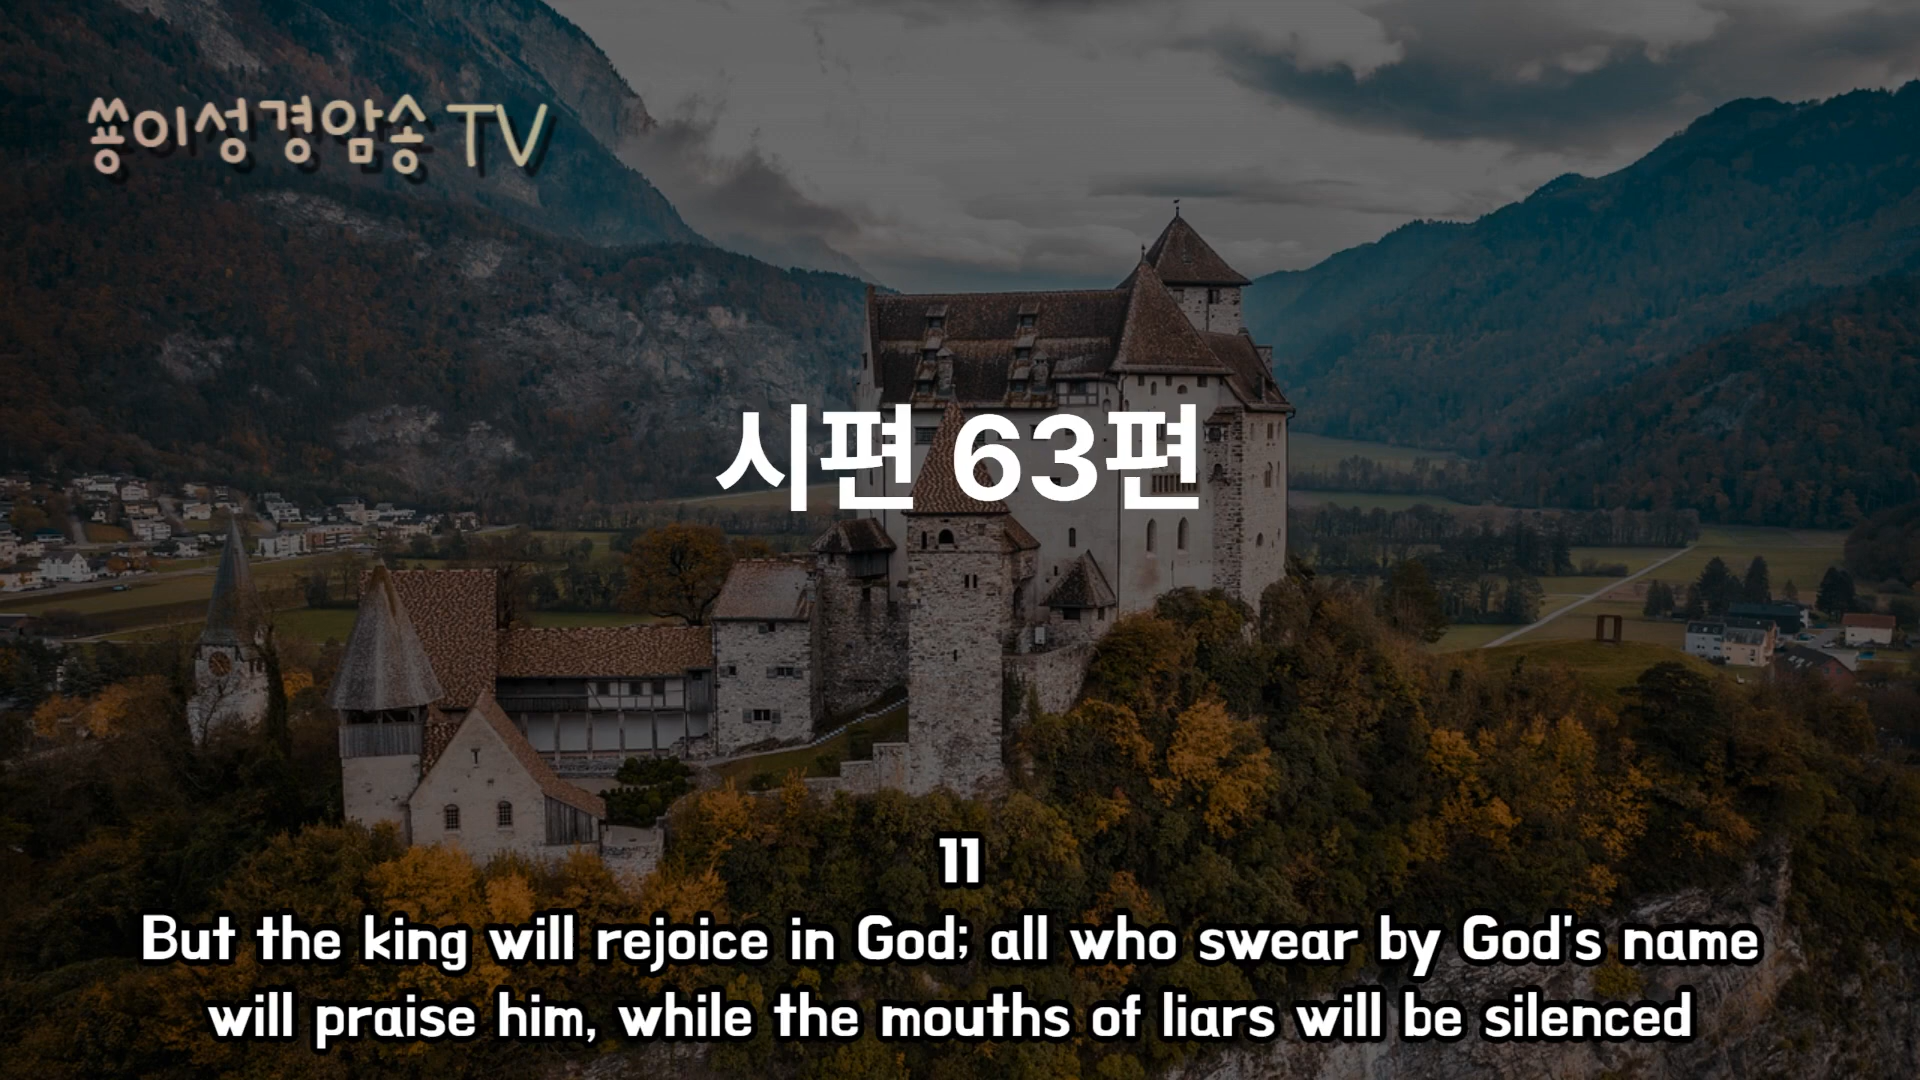 쏭이성경암송 TV
시편 63편
11
But the king will rejoice in God; all who swear by God's name
will praise him, while the mouths of liars will be silenced